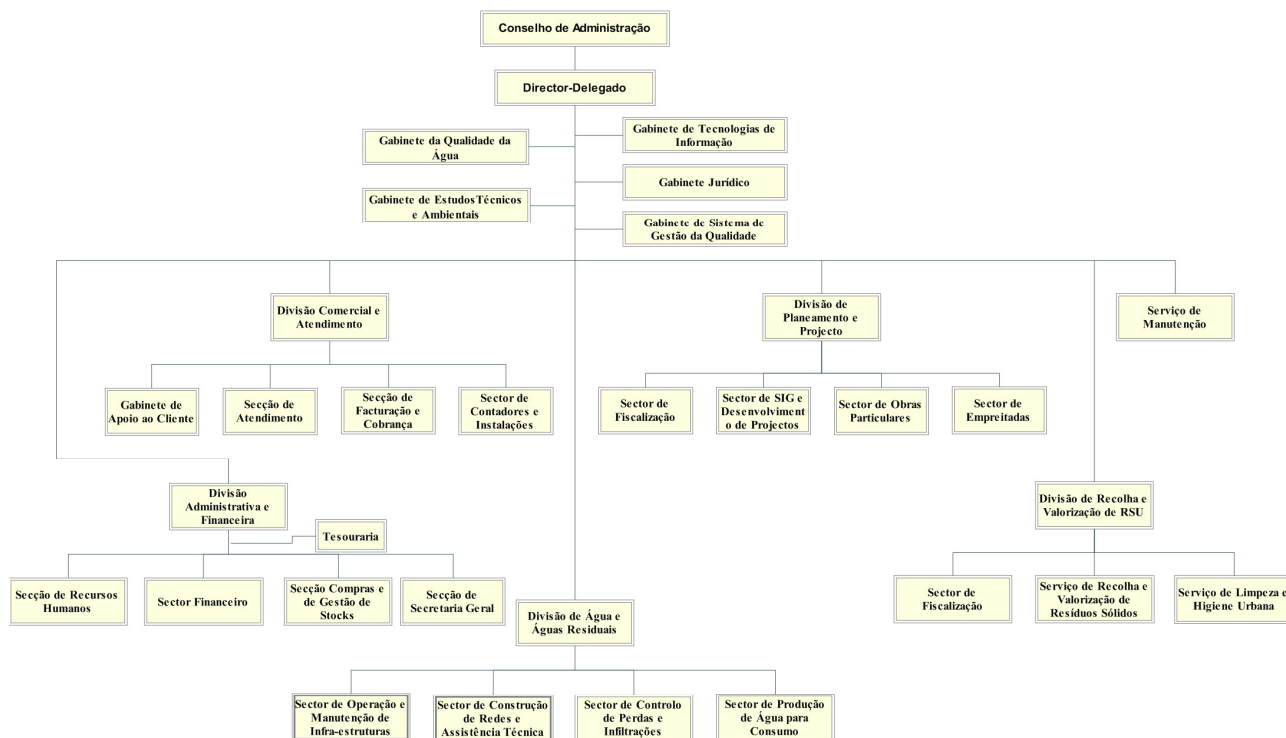 Conselho de Administração
Director-Delegado
Gabinete da Qualidade da
Água
Gabinete de Tecnologias de
Informação
Gabinete Jurídico
Gabinete de Estudos Técnicos
e Ambientais
Gabinete de Sistema de
Gestão da Qualidade
Divisão Comercial e
Atendimento
Divisão de
Planeamento e
Projecto
Serviço de
Manutenção
Gabinete de
Apoio ao Cliente
Secção de
Atendimento
Secção de
Facturação e
Cobrança
Sector de
Contadores e
Instalações
Sector de
Fiscalização
Sector de SIG e
Desenvolviment
o de Projectos
Sector de Obras
Particulares
Sector de
Empreitadas
Divisão
Administrativa e
Financeira
Tesouraria
Divisão de Recolha e
Valorização de RSU
Secção de Recursos
Humanos
Sector Financeiro
Secção Compras e
de Gestão de
Stocks
Secção de
Secretaria Geral
Sector de
Fiscalização
Serviço de Recolha e
Valorização de
Resíduos Sólidos
Serviço de Limpeza e
Higiene Urbana
Divisão de Água e
Águas Residuais
Sector de Operação e
Manutenção de
Infra-estruturas
Sector de Construção
de Redes e
Assistência Técnica
Sector de Controlo
de Perdas e
Infiltrações
Sector de Produção
de Água para
Consumo